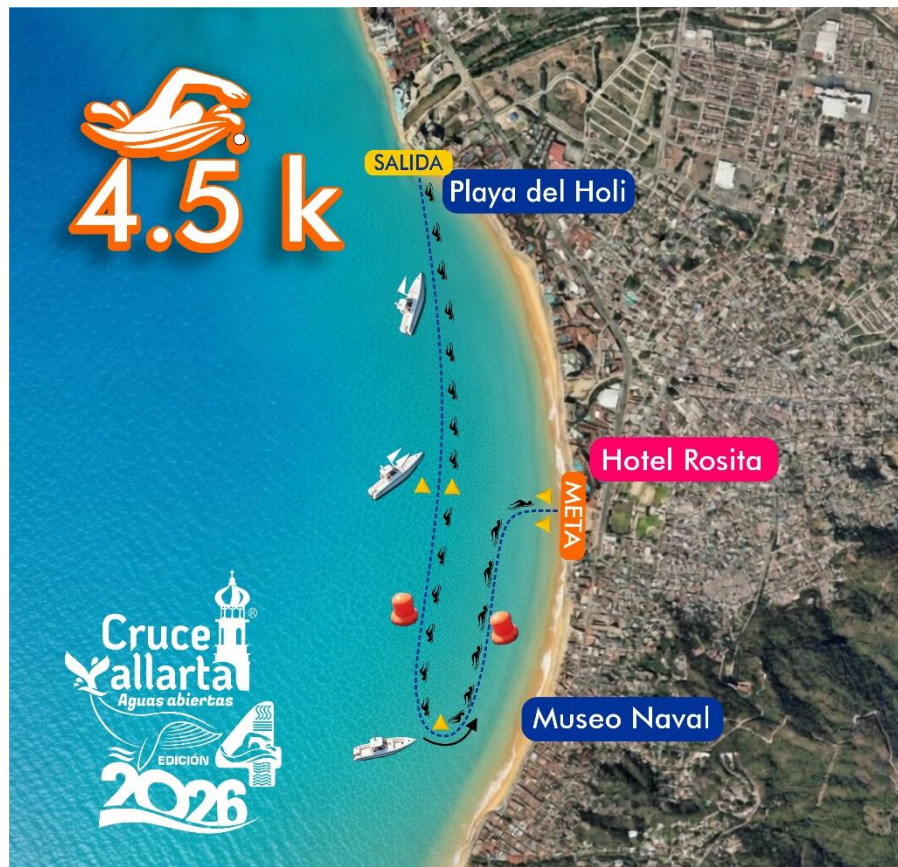 4.5 k
SALIDA
Playa del Holi
Hotel Rosita
META
Museo Naval
Cruce
Vallarta
®
Aguas abiertas
EDICIÓN
4
2026